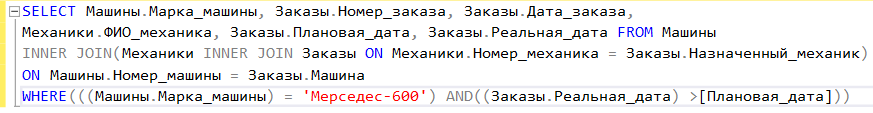 SELECT Машины.Марка_машины, Заказы.Номер_заказа, Заказы.Дата_заказа,
Механики.ФИО_механика, Заказы.Плановая_дата, Заказы.Реальная_дата FROM Машины
INNER JOIN(Механики INNER JOIN Заказы ON Механики.Номер_механика = Заказы.Назначенный_механик)
ON Машины.Номер_машины = Заказы.Машина
WHERE(((Машины.Марка_машины) = 'Мерседес-600') AND((Заказы.Реальная_дата) >[Плановая_дата]))